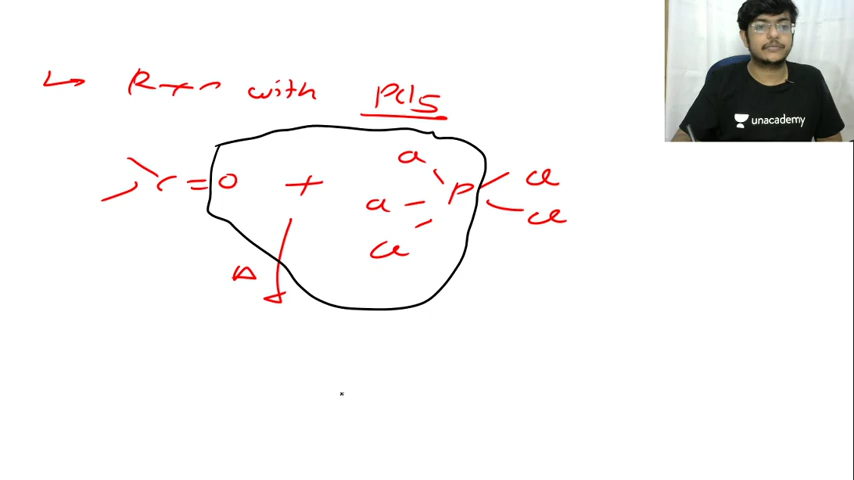 ↳ Rxn with PCl5
>C=O + Cl Cl Cl P Cl Cl
Δ
unacademy